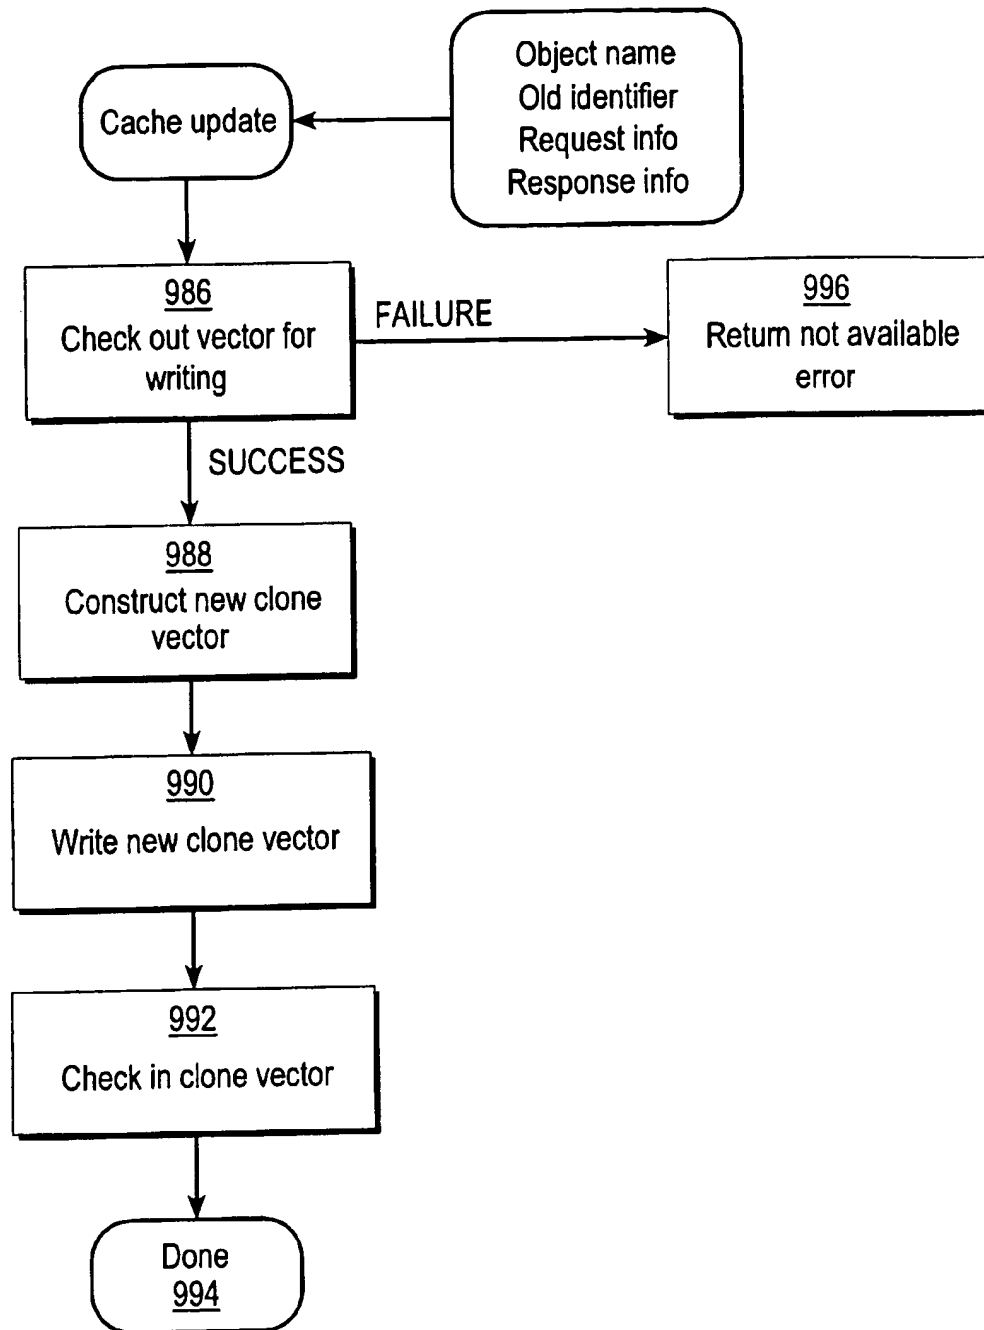 Object name
Old identifier
Request info
Response info
Cache update
986
Check out vector for
writing
FAILURE
996
Return not available
error
SUCCESS
988
Construct new clone
vector
990
Write new clone vector
992
Check in clone vector
Done
994